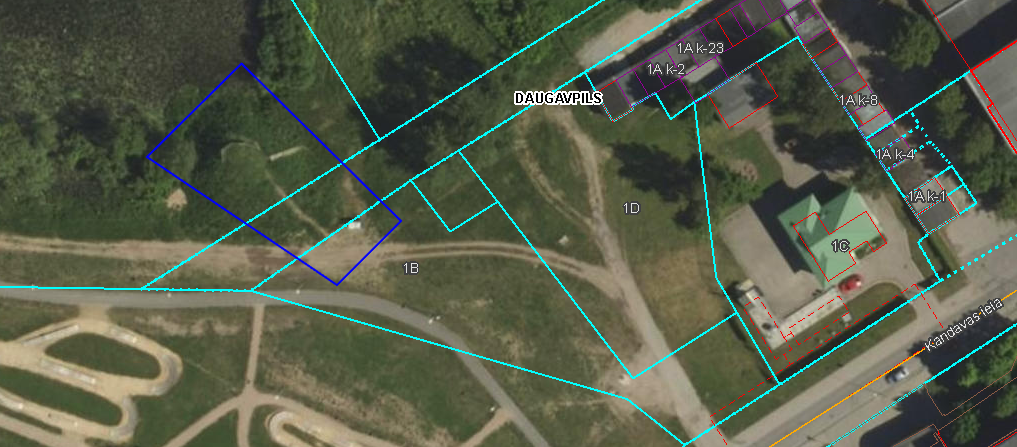 1A k-23
1A k-2
DAUGAVPILS
1A k-8
1A k-4
1A k-1
1D
1C
1B
Kandavas iela